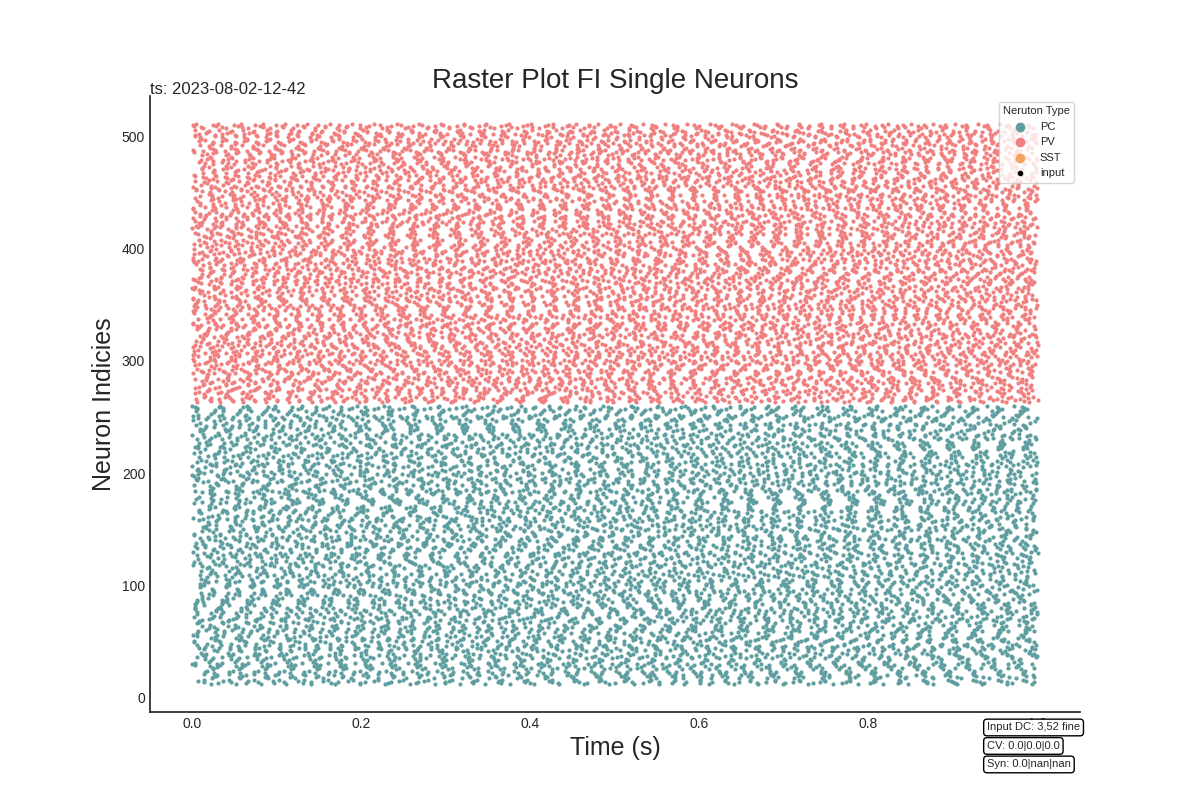 Raster Plot FI Single Neurons
ts: 2023-08-02-12-42
Neruton Type
PC
PV
SST
input
500
400
300
200
100
0
Neuron Indicies
0.0 0.2 0.4 0.6 0.8
Time (s)
Input DC: 3,52 fine
CV: 0.0|0.0|0.0
Syn: 0.0|nan|nan